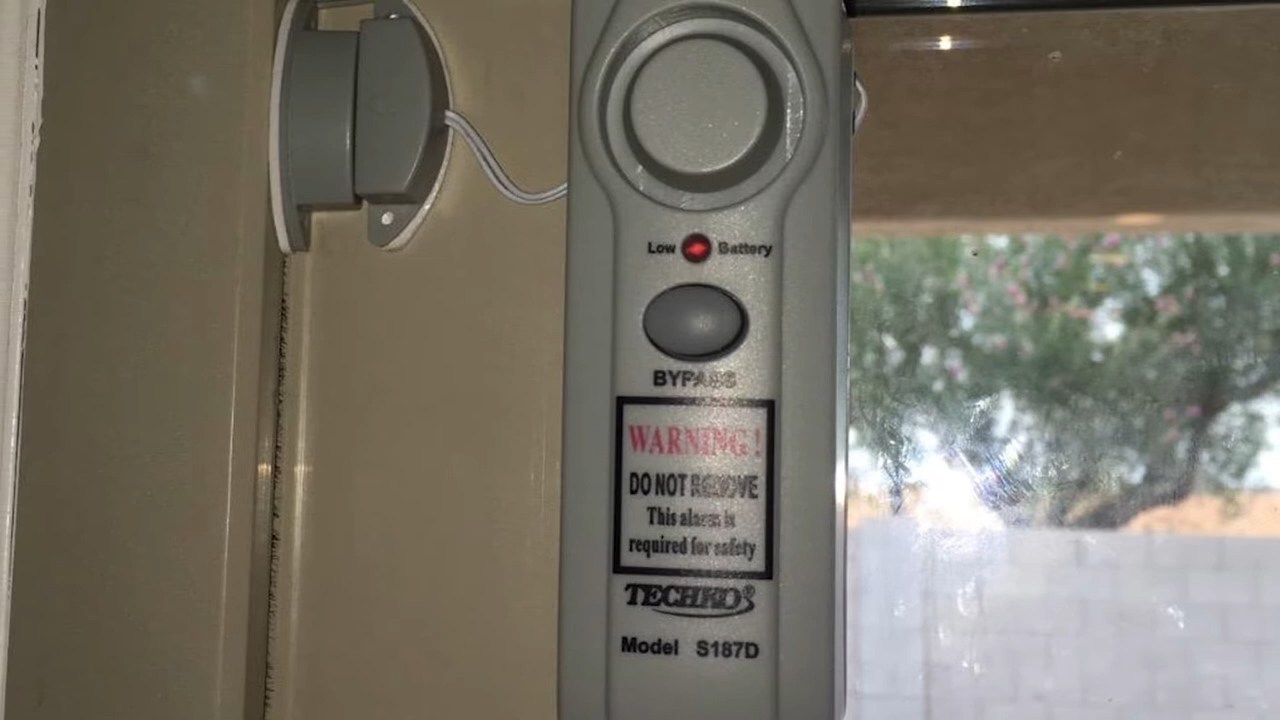 Low Battery
BYPASS
WARNING !
DO NOT REMOVE
This alarm is
required for safety
TECHKO®
Model S187D